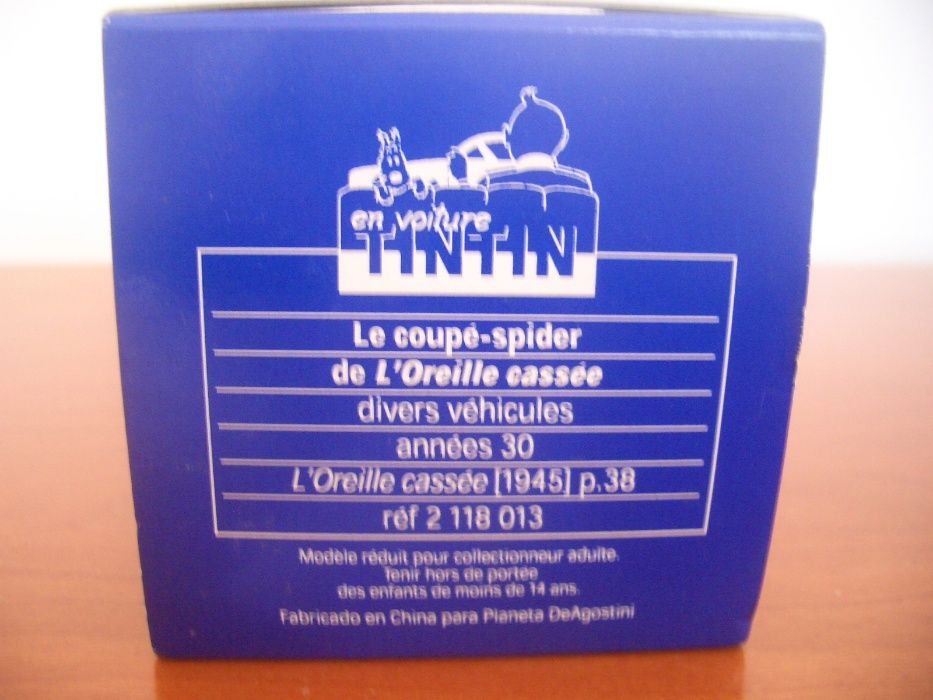 en voiture
TINTIN
Le coupé-spider
de L'Oreille cassée
divers véhicules
années 30
L'Oreille cassée [1945] p.38
réf 2 118 013
Modèle réduit pour collectionneur adulte.
Tenir hors de portée
des enfants de moins de 14 ans.
Fabricado en China para Planeta DeAgostini